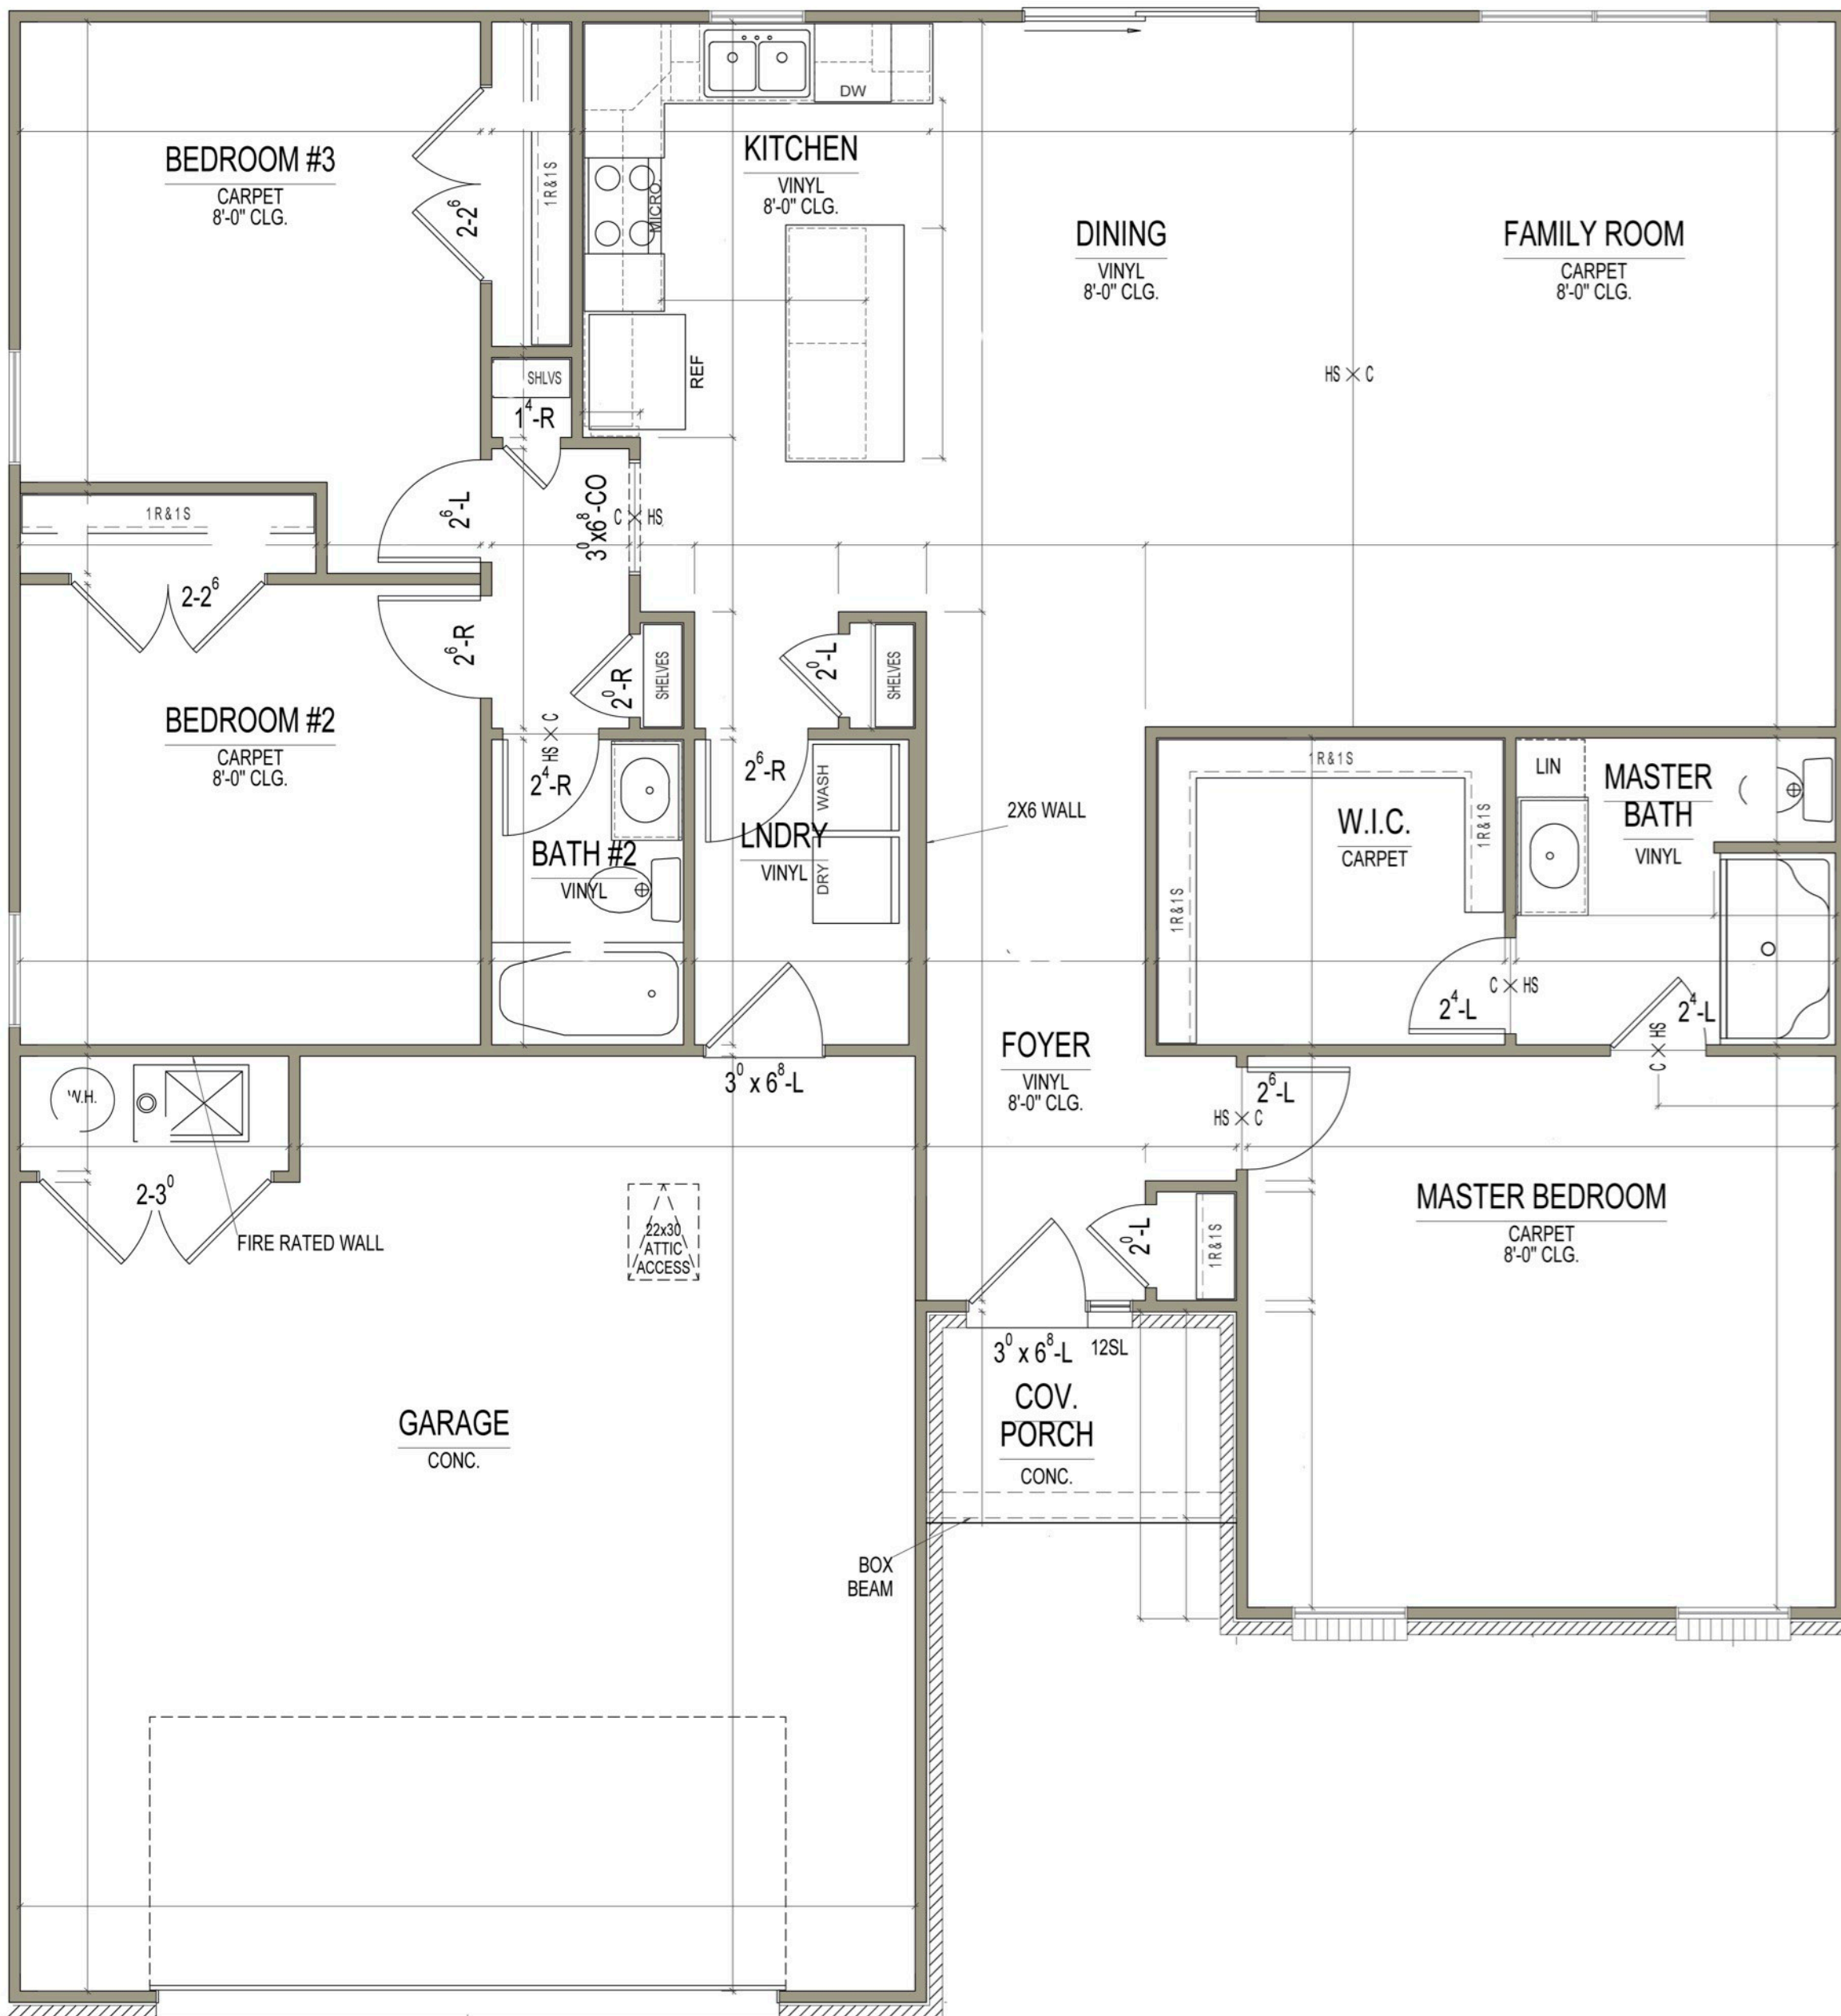 DW
KITCHEN
VINYL
8'-0" CLG.
BEDROOM #3
CARPET
8'-0" CLG.
1R&1S
MICRO.
2-2⁶
DINING
VINYL
8'-0" CLG.
FAMILY ROOM
CARPET
8'-0" CLG.
REF
SHLVS
1⁴-R
HS C
2⁶-L
3⁰x6⁸-CO
C HS
1R&1S
2-2⁶
2⁶-R
2⁰-R
SHELVES
2⁰-L
SHELVES
BEDROOM #2
CARPET
8'-0" CLG.
HS C
2⁴-R
2⁶-R
WASH
LNDRY
VINYL
DRY
BATH #2
VINYL
2X6 WALL
1R&1S
W.I.C.
CARPET
1R&1S
1R&1S
LIN
MASTER
BATH
VINYL
C HS
2⁴-L
2⁴-L
C HS
FOYER
VINYL
8'-0" CLG.
3⁰ x 6⁸-L
W.H.
2⁶-L
HS C
2-3⁰
FIRE RATED WALL
22x30
ATTIC
ACCESS
2⁰-L
1R&1S
MASTER BEDROOM
CARPET
8'-0" CLG.
3⁰ x 6⁸-L
12SL
COV.
PORCH
CONC.
GARAGE
CONC.
BOX
BEAM